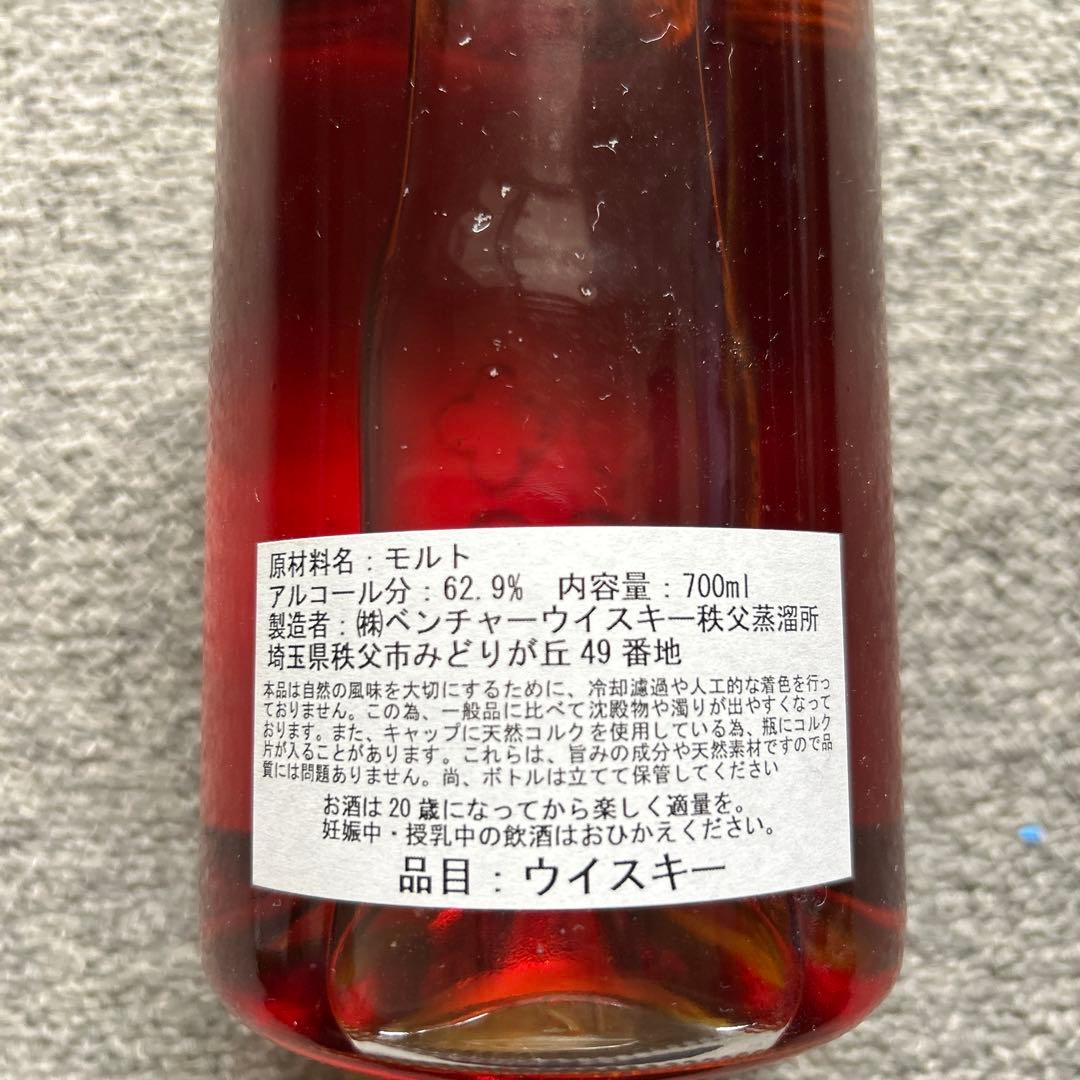 原材料名：モルト
アルコール分：62.9%　内容量：700ml
製造者：㈱ベンチャーウイスキー秩父蒸溜所
埼玉県秩父市みどりが丘49番地
本品は自然の風味を大切にするために、冷却濾過や人工的な着色を行っ
ておりません。この為、一般品に比べて沈殿物や濁りが出やすくなって
おります。また、キャップに天然コルクを使用している為、瓶にコルク
片が入ることがあります。これらは、旨みの成分や天然素材ですので品
質には問題ありません。尚、ボトルは立てて保管してください
お酒は20歳になってから楽しく適量を。
妊娠中・授乳中の飲酒はおひかえください。
品目：ウイスキー